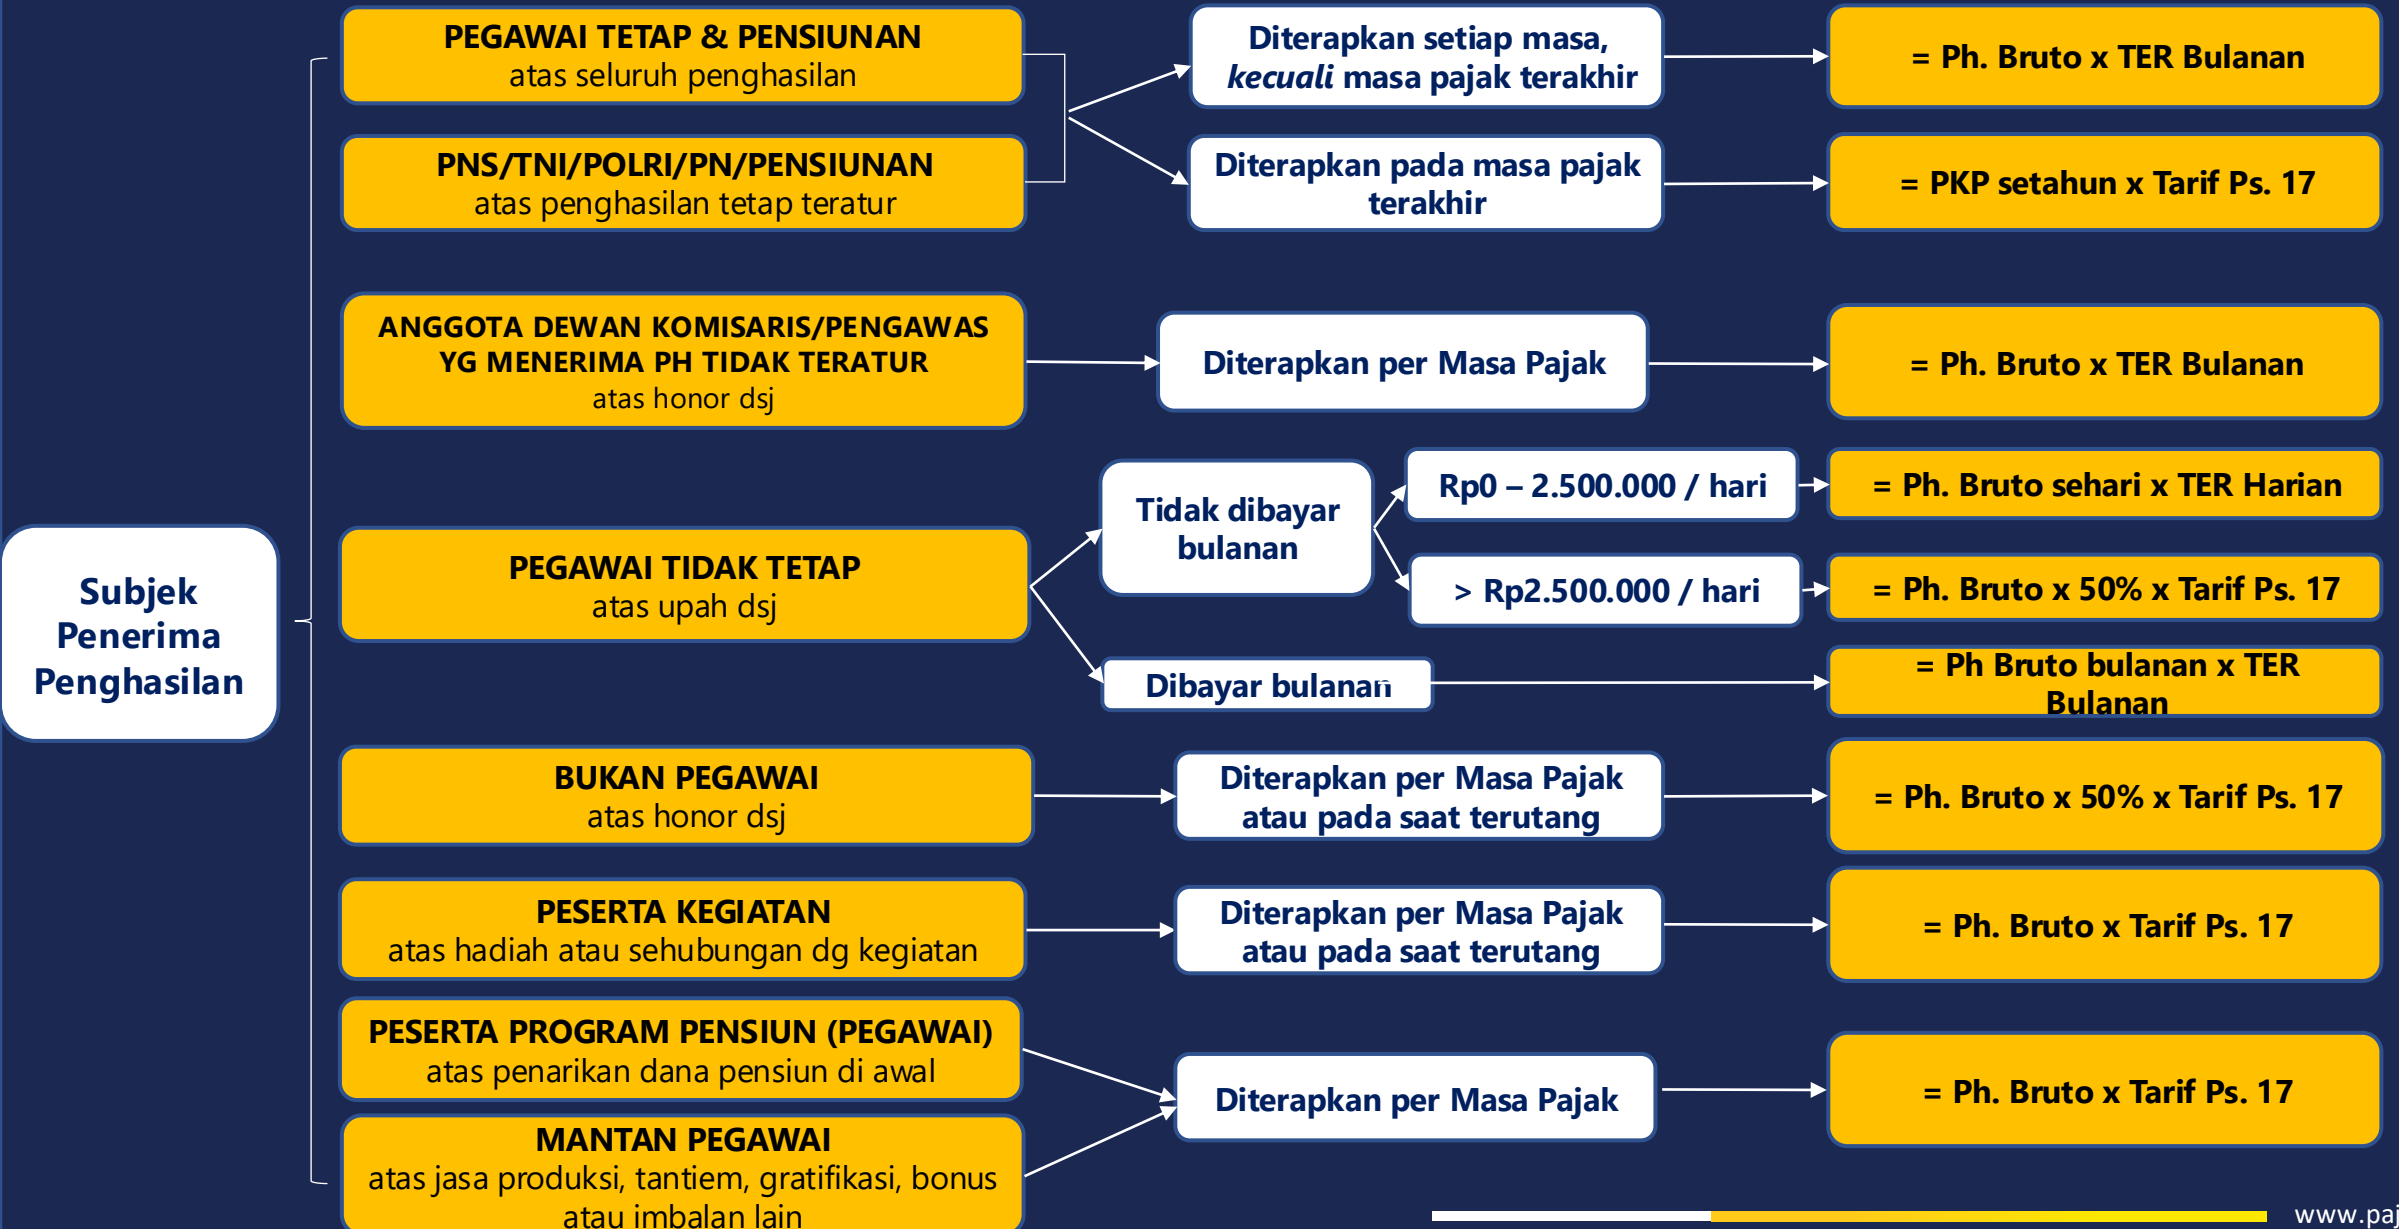 Subjek
Penerima
Penghasilan
PEGAWAI TETAP & PENSIUNAN
atas seluruh penghasilan
Diterapkan setiap masa,
kecuali masa pajak terakhir
= Ph. Bruto x TER Bulanan
PNS/TNI/POLRI/PN/PENSIUNAN
atas penghasilan tetap teratur
Diterapkan pada masa pajak
terakhir
= PKP setahun x Tarif Ps. 17
ANGGOTA DEWAN KOMISARIS/PENGAWAS
YG MENERIMA PH TIDAK TERATUR
atas honor dsj
Diterapkan per Masa Pajak
= Ph. Bruto x TER Bulanan
PEGAWAI TIDAK TETAP
atas upah dsj
Tidak dibayar
bulanan
Rp0 – 2.500.000 / hari
= Ph. Bruto sehari x TER Harian
> Rp2.500.000 / hari
= Ph. Bruto x 50% x Tarif Ps. 17
Dibayar bulanan
= Ph Bruto bulanan x TER
Bulanan
BUKAN PEGAWAI
atas honor dsj
Diterapkan per Masa Pajak
atau pada saat terutang
= Ph. Bruto x 50% x Tarif Ps. 17
PESERTA KEGIATAN
atas hadiah atau sehubungan dg kegiatan
Diterapkan per Masa Pajak
atau pada saat terutang
= Ph. Bruto x Tarif Ps. 17
PESERTA PROGRAM PENSIUN (PEGAWAI)
atas penarikan dana pensiun di awal
MANTAN PEGAWAI
atas jasa produksi, tantiem, gratifikasi, bonus
atau imbalan lain
Diterapkan per Masa Pajak
= Ph. Bruto x Tarif Ps. 17
www.paj